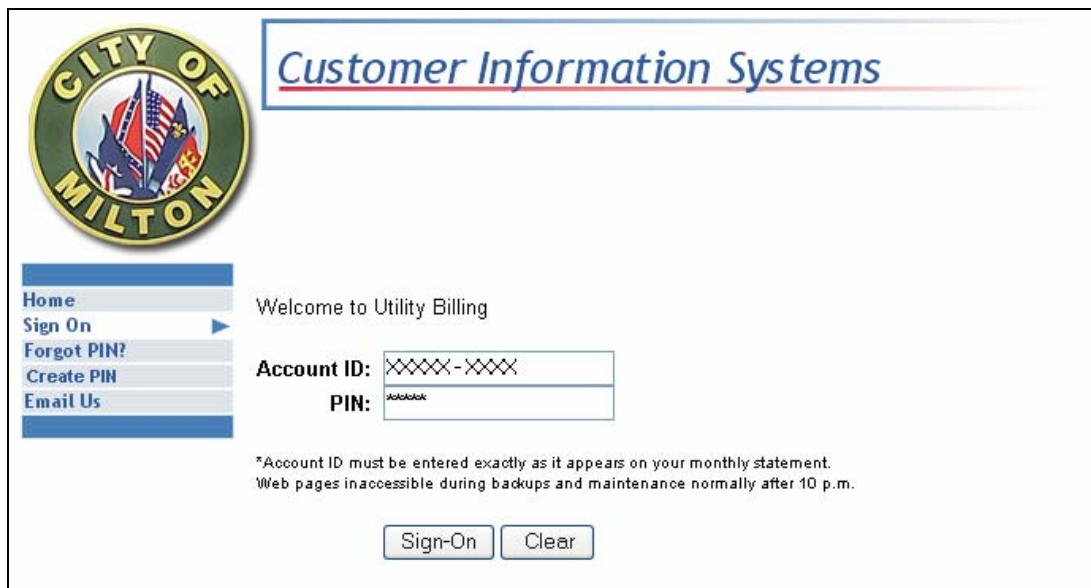 CITY OF
MILTON
Customer Information Systems
Home
Sign On
Forgot PIN?
Create PIN
Email Us
Welcome to Utility Billing
Account ID: XXXXX-XXXX
PIN: *****
*Account ID must be entered exactly as it appears on your monthly statement.
Web pages inaccessible during backups and maintenance normally after 10 p.m.
Sign-On Clear